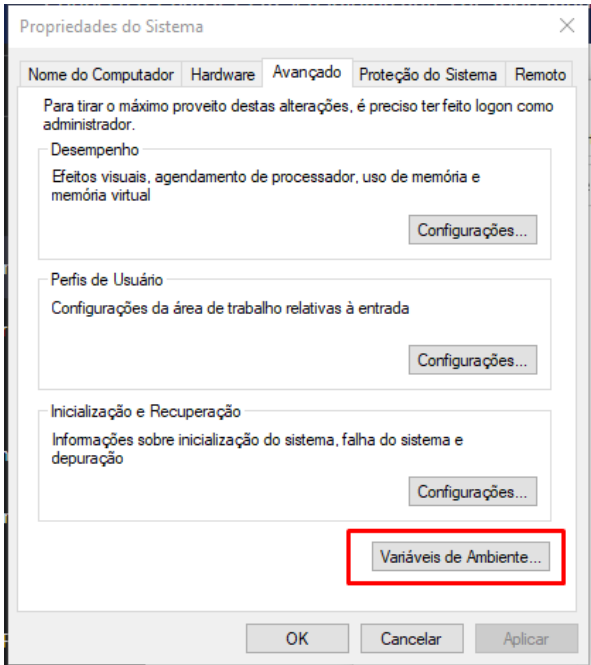 Propriedades do Sistema
Nome do Computador Hardware Avançado Proteção do Sistema Remoto
Para tirar o máximo proveito destas alterações, é preciso ter feito logon como
administrador.
Desempenho
Efeitos visuais, agendamento de processador, uso de memória e
memória virtual
Configurações...
Perfis de Usuário
Configurações da área de trabalho relativas à entrada
Configurações...
Inicialização e Recuperação
Informações sobre inicialização do sistema, falha do sistema e
depuração
Configurações...
Variáveis de Ambiente...
OK Cancelar Aplicar